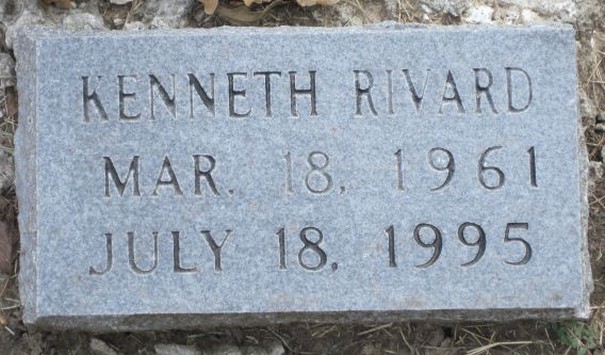 KENNETH RIVARD
MAR. 18, 1961
JULY 18, 1995